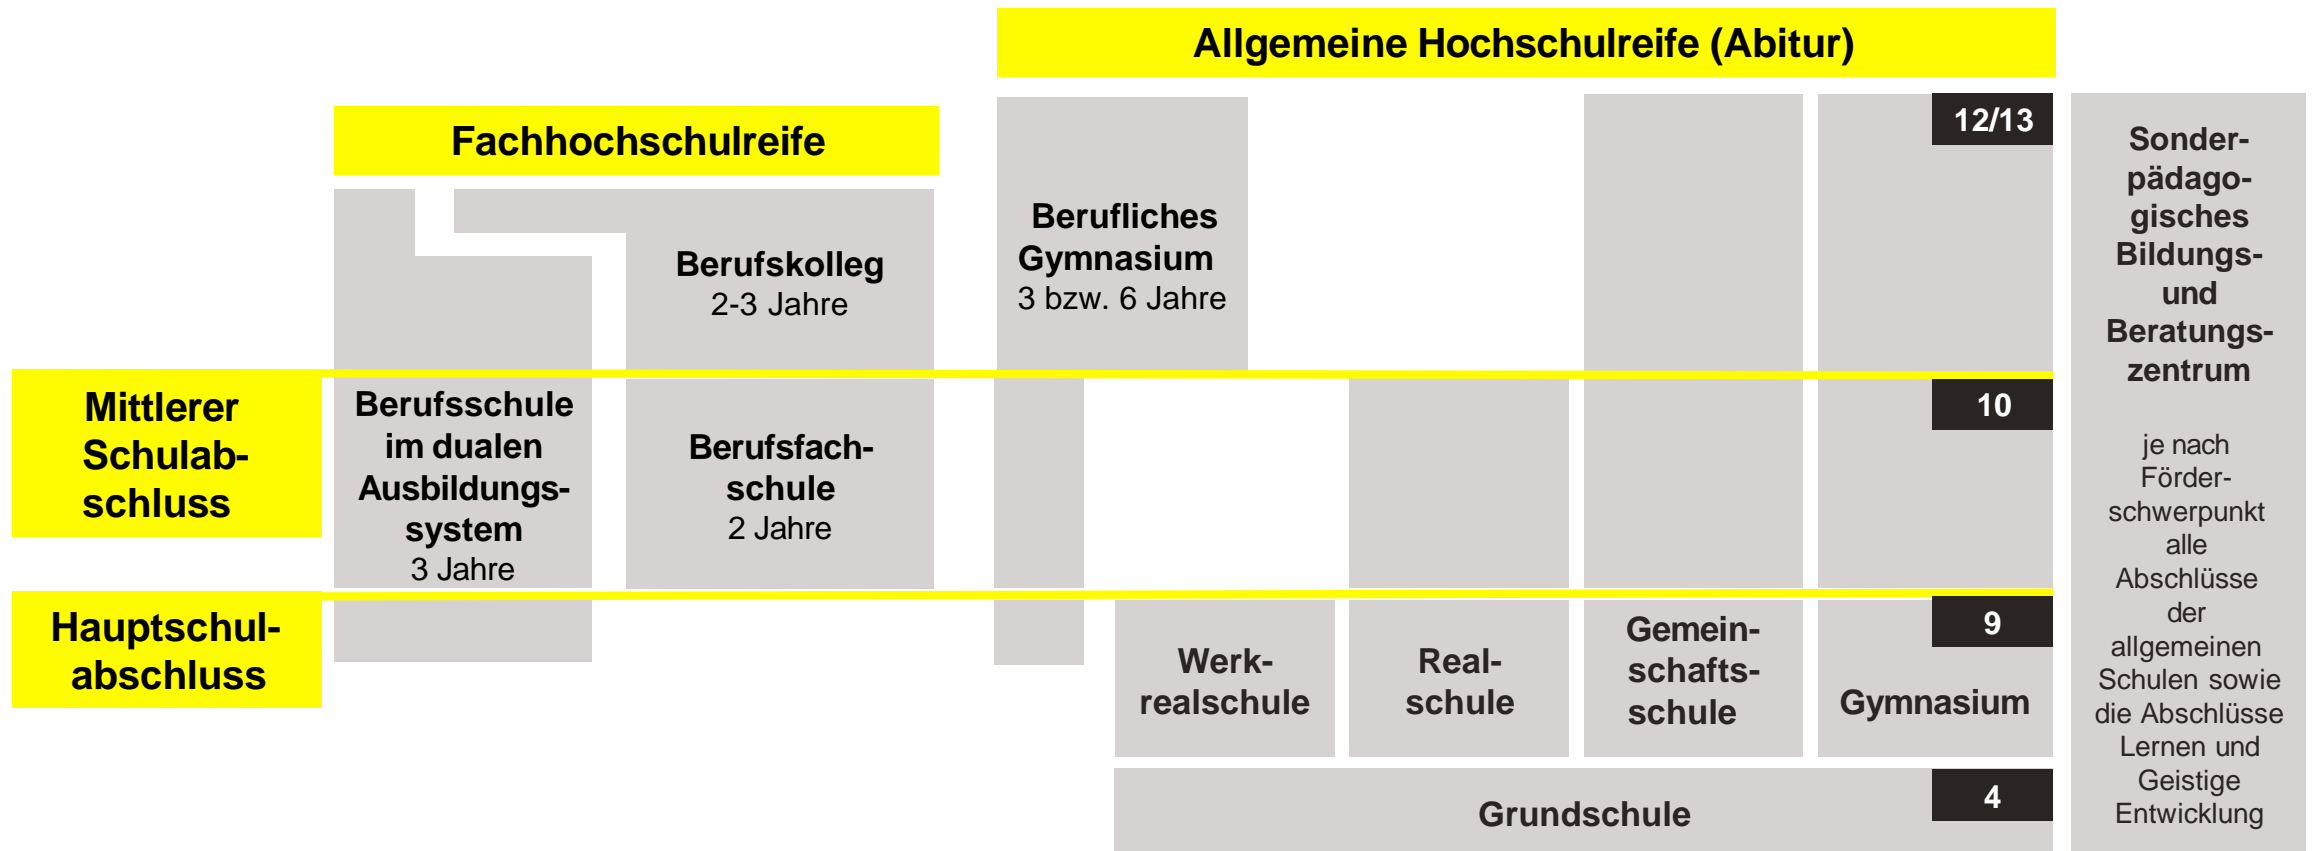 Allgemeine Hochschulreife (Abitur)
Fachhochschulreife
12/13
Berufskolleg
2-3 Jahre
Berufliches
Gymnasium
3 bzw. 6 Jahre
Sonder-
pädago-
gisches
Bildungs-
und
Beratungs-
zentrum
je nach
Förder-
schwerpunkt
alle
Abschlüsse
der
allgemeinen
Schulen sowie
die Abschlüsse
Lernen und
Geistige
Entwicklung
Mittlerer
Schulab-
schluss
Berufsschule
im dualen
Ausbildungs-
system
3 Jahre
Berufsfach-
schule
2 Jahre
10
Hauptschul-
abschluss
Werk-
realschule
Real-
schule
Gemein-
schafts-
schule
9
Gymnasium
Grundschule
4